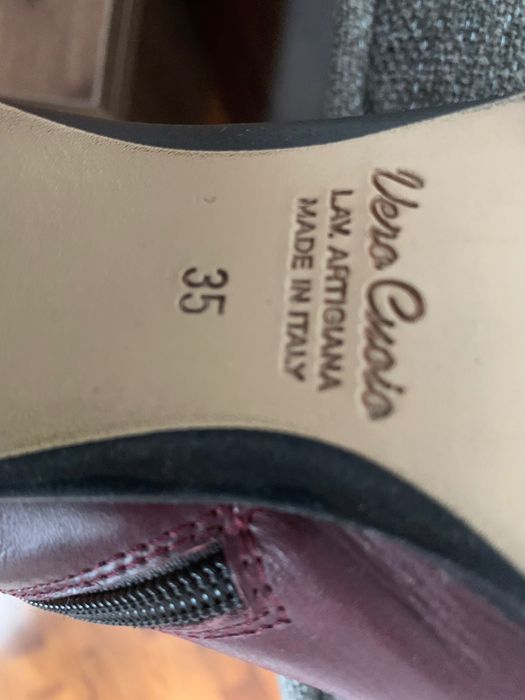 Vero Cuoio
LAV. ARTIGIANA
MADE IN ITALY
35